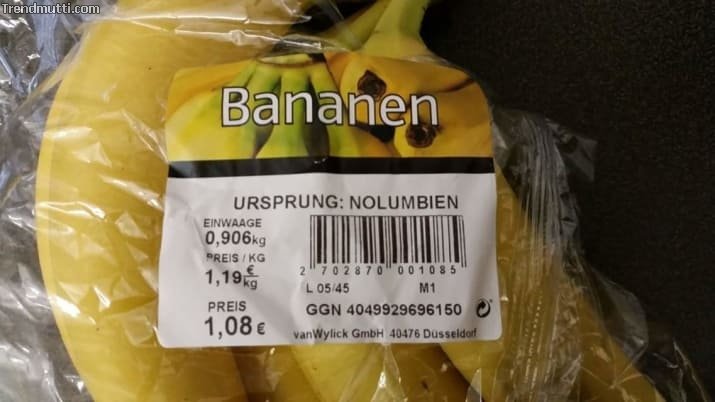 Trendmutti.com
Bananen
URSPRUNG: NOLUMBIEN
EINWAAGE
0,906kg
PREIS / KG
1,19 €/kg
PREIS
1,08 €
2 702870 001085
L 05/45 M1
GGN 4049929696150
vanWylick GmbH 40476 Düsseldorf